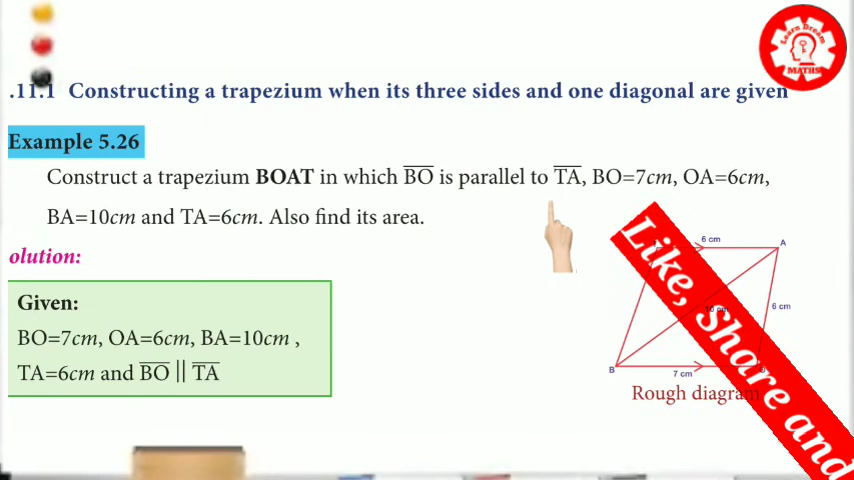 .11.1 Constructing a trapezium when its three sides and one diagonal are given
Example 5.26
Construct a trapezium BOAT in which BO is parallel to TA, BO=7cm, OA=6cm,
BA=10cm and TA=6cm. Also find its area.
olution:
Given:
BO=7cm, OA=6cm, BA=10cm ,
TA=6cm and BO || TA
6 cm
A
6 cm
B
7 cm
Rough diagram
Like, Share and
Learn Dream
MATHS